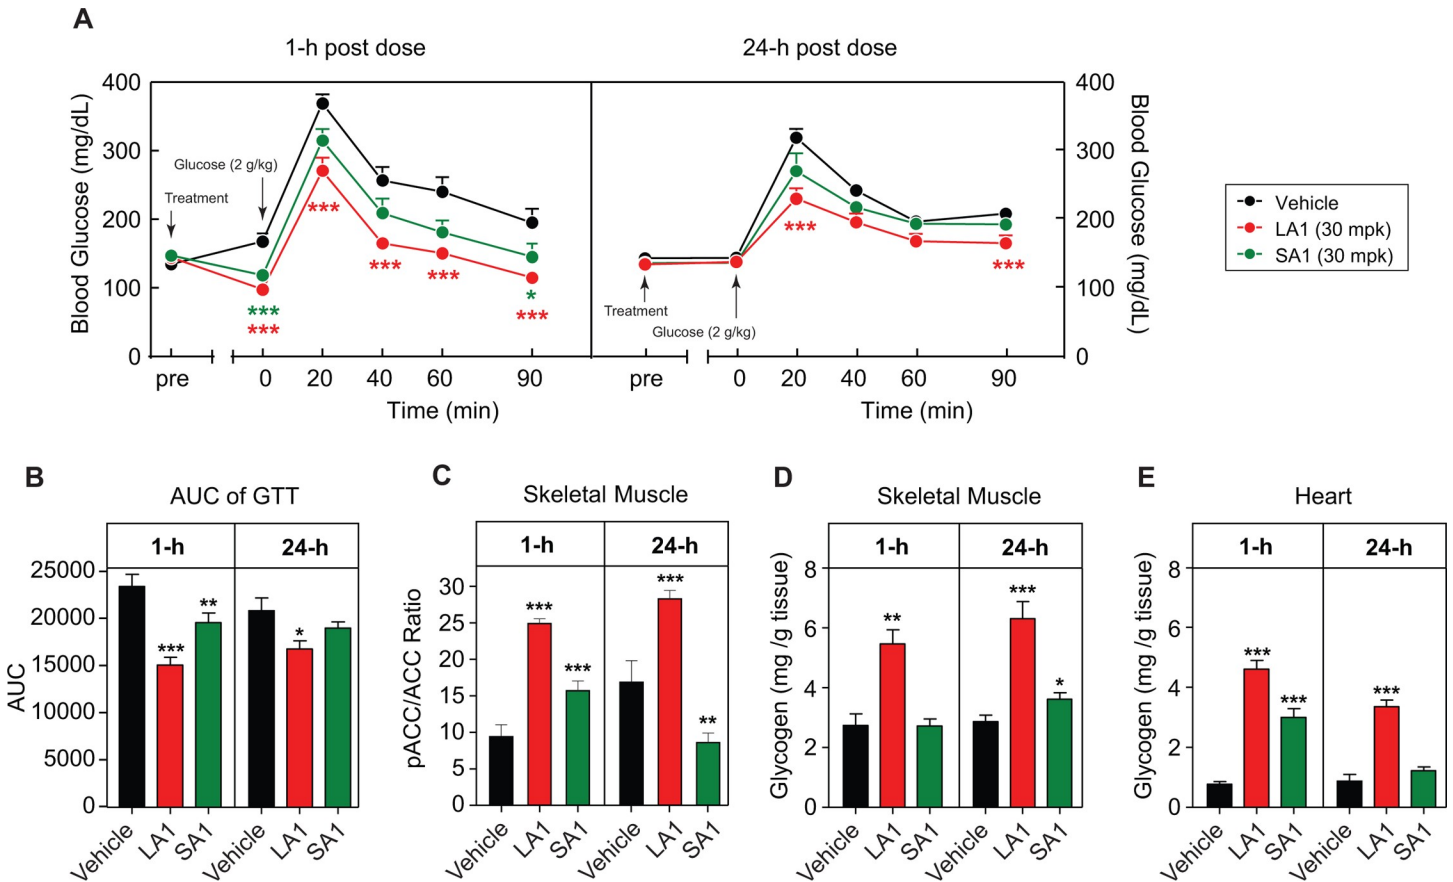 A
1-h post dose
24-h post dose
400
300
200
100
0
Blood Glucose (mg/dL)
Treatment
Glucose (2 g/kg)
***
***
***
***
***
*
***
pre
0
20
40
60
90
Time (min)
Treatment
Glucose (2 g/kg)
***
***
pre
0
20
40
60
90
Time (min)
400
300
200
100
0
Blood Glucose (mg/dL)
Vehicle
LA1 (30 mpk)
SA1 (30 mpk)
B
AUC of GTT
1-h
24-h
25000
20000
15000
10000
5000
0
AUC
***
**
*
Vehicle
LA1
SA1
Vehicle
LA1
SA1
C
Skeletal Muscle
1-h
24-h
30
25
20
15
10
5
0
pACC/ACC Ratio
***
***
***
**
Vehicle
LA1
SA1
Vehicle
LA1
SA1
D
Skeletal Muscle
1-h
24-h
8
6
4
2
0
Glycogen (mg /g tissue)
**
***
*
Vehicle
LA1
SA1
Vehicle
LA1
SA1
E
Heart
1-h
24-h
8
6
4
2
0
Glycogen (mg /g tissue)
***
***
***
Vehicle
LA1
SA1
Vehicle
LA1
SA1